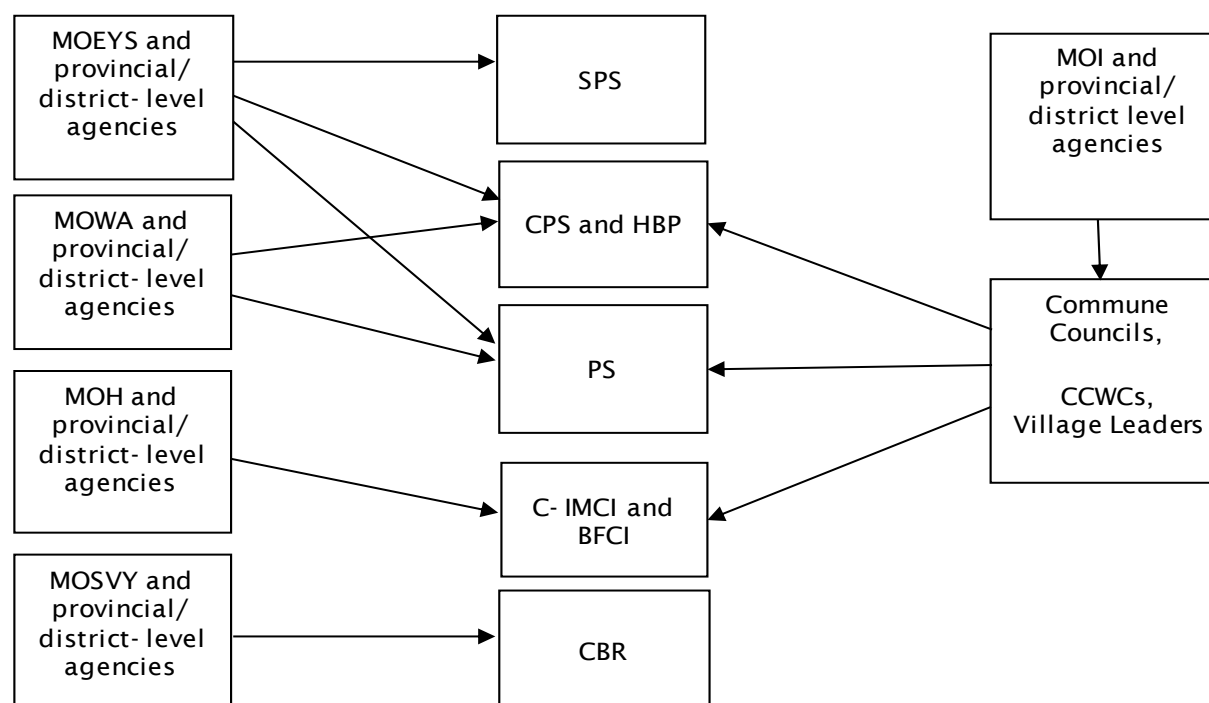 MOEYS and
provincial/
district- level
agencies
SPS
MOI and
provincial/
district level
agencies
MOWA and
provincial/
district- level
agencies
CPS and HBP
PS
Commune
Councils,
CCWCs,
Village Leaders
MOH and
provincial/
district- level
agencies
C- IMCI and
BFCI
MOSVY and
provincial/
district- level
agencies
CBR